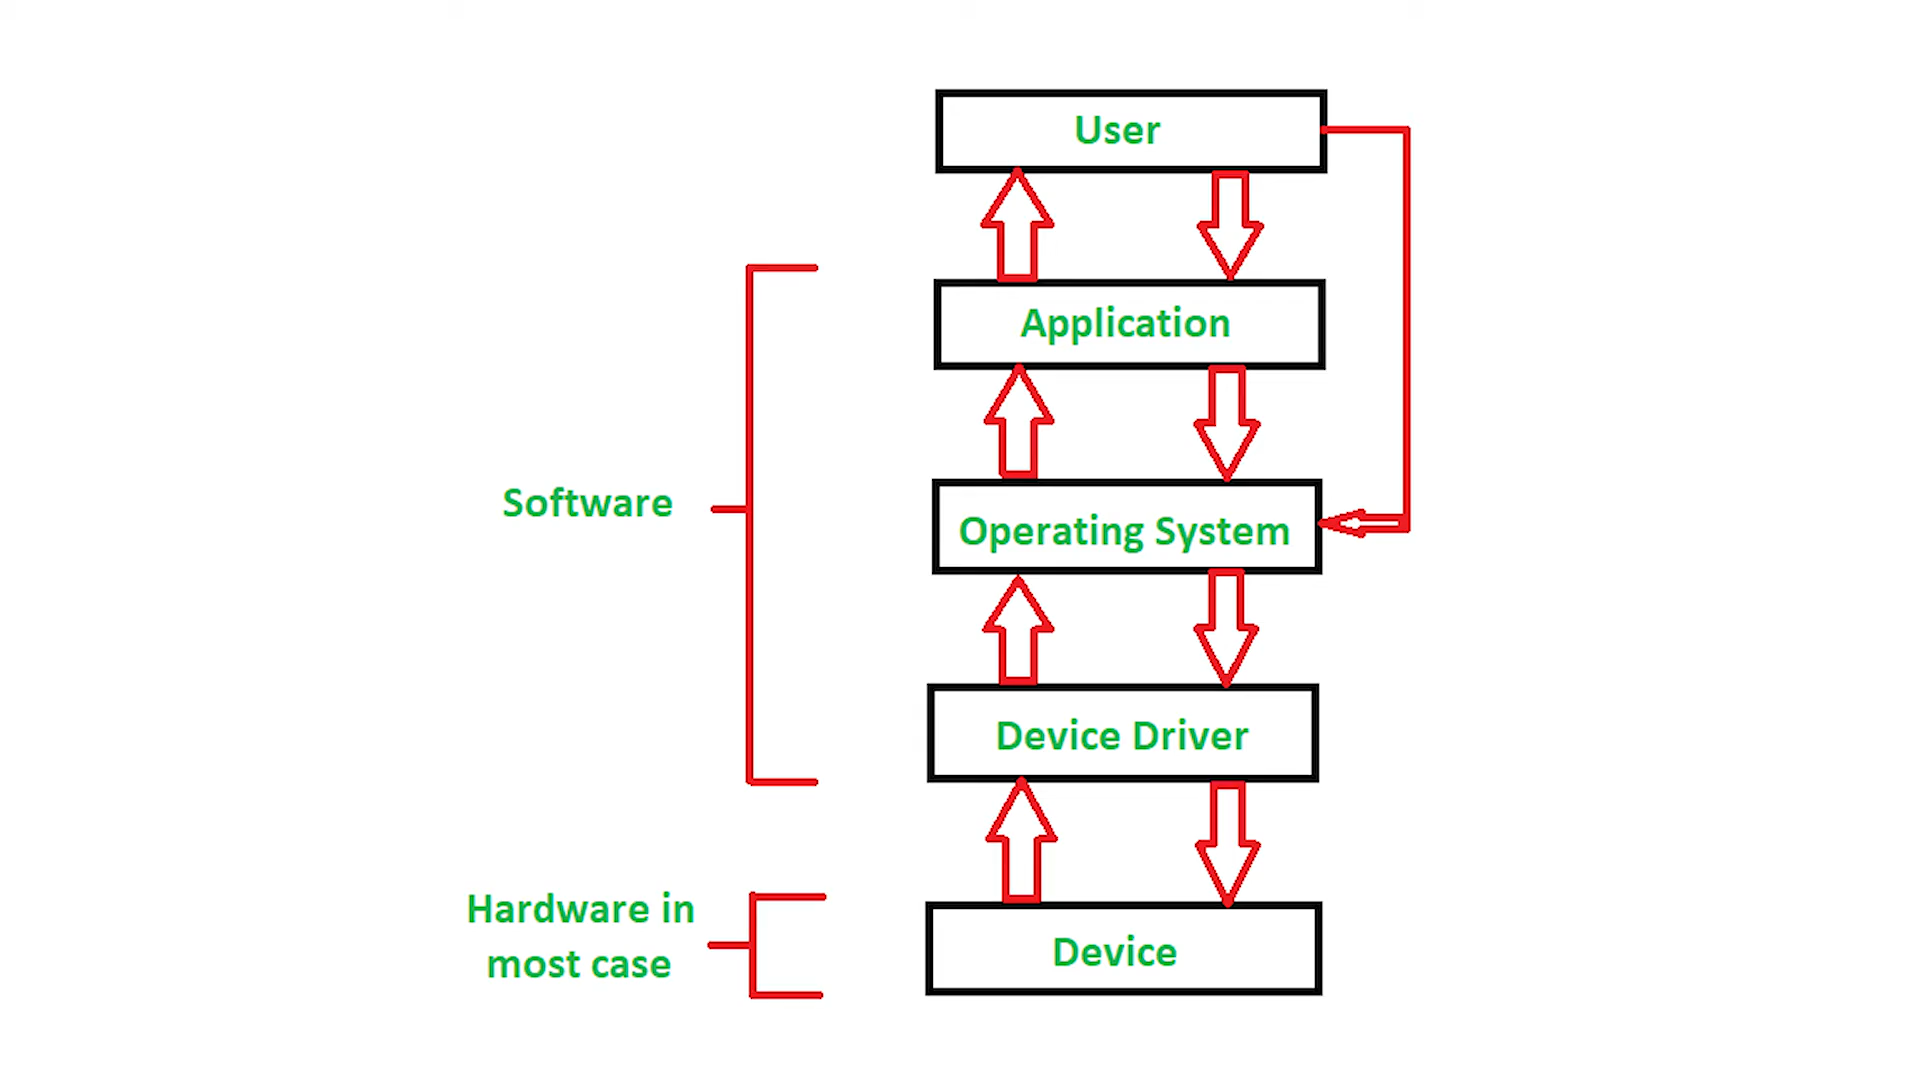 User
Application
Software
Operating System
Device Driver
Hardware in
most case
Device